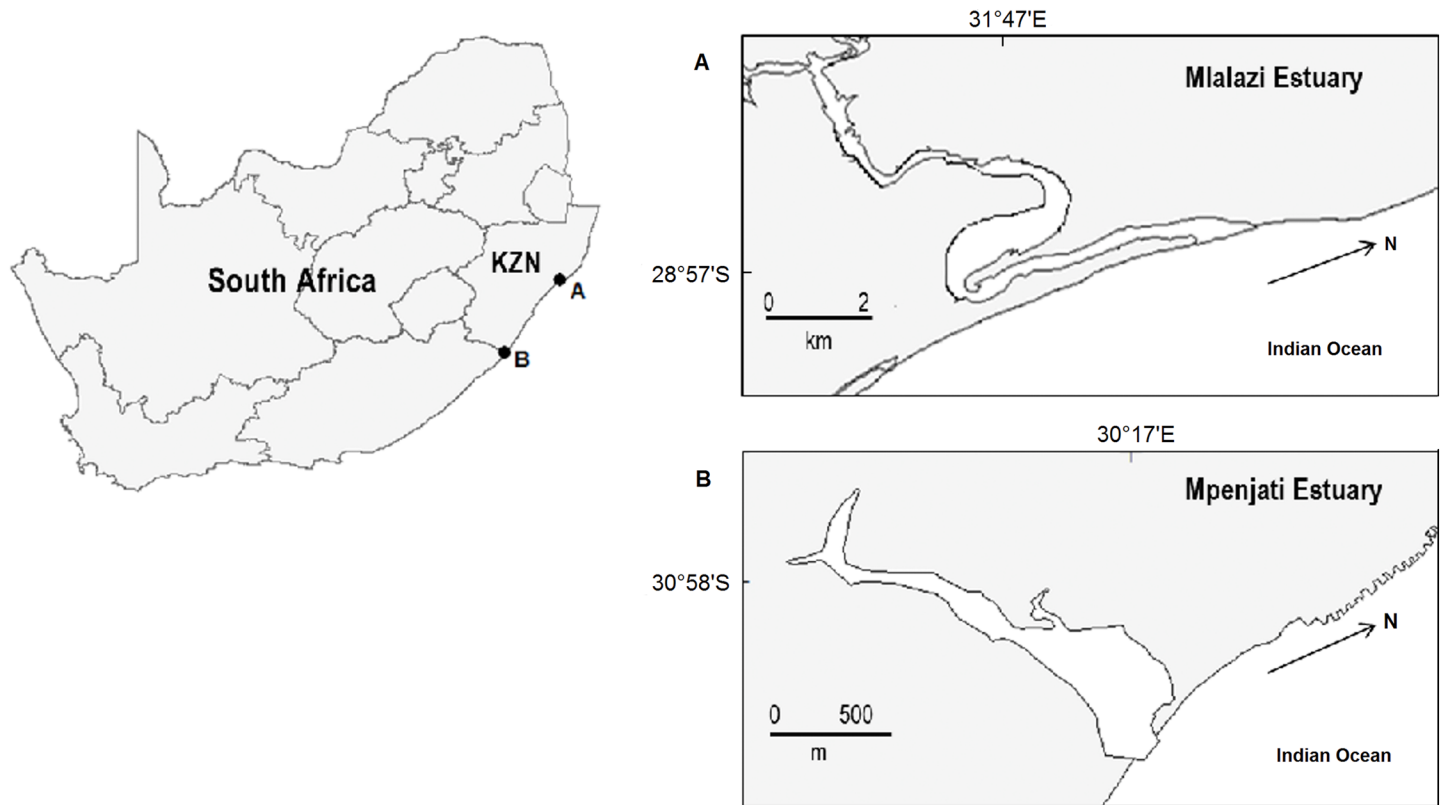 South Africa
KZN
A
B
A
31°47'E
Mlalazi Estuary
28°57'S
0 2
km
N
Indian Ocean
B
30°17'E
Mpenjati Estuary
30°58'S
0 500
m
N
Indian Ocean